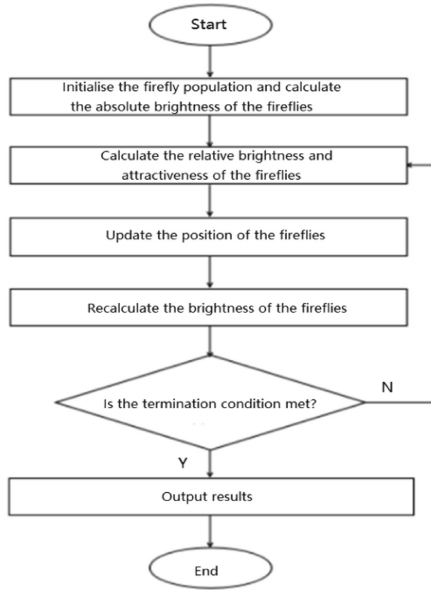 Start
Initialise the firefly population and calculate
the absolute brightness of the fireflies
Calculate the relative brightness and
attractiveness of the fireflies
Update the position of the fireflies
Recalculate the brightness of the fireflies
Is the termination condition met?
N
Y
Output results
End